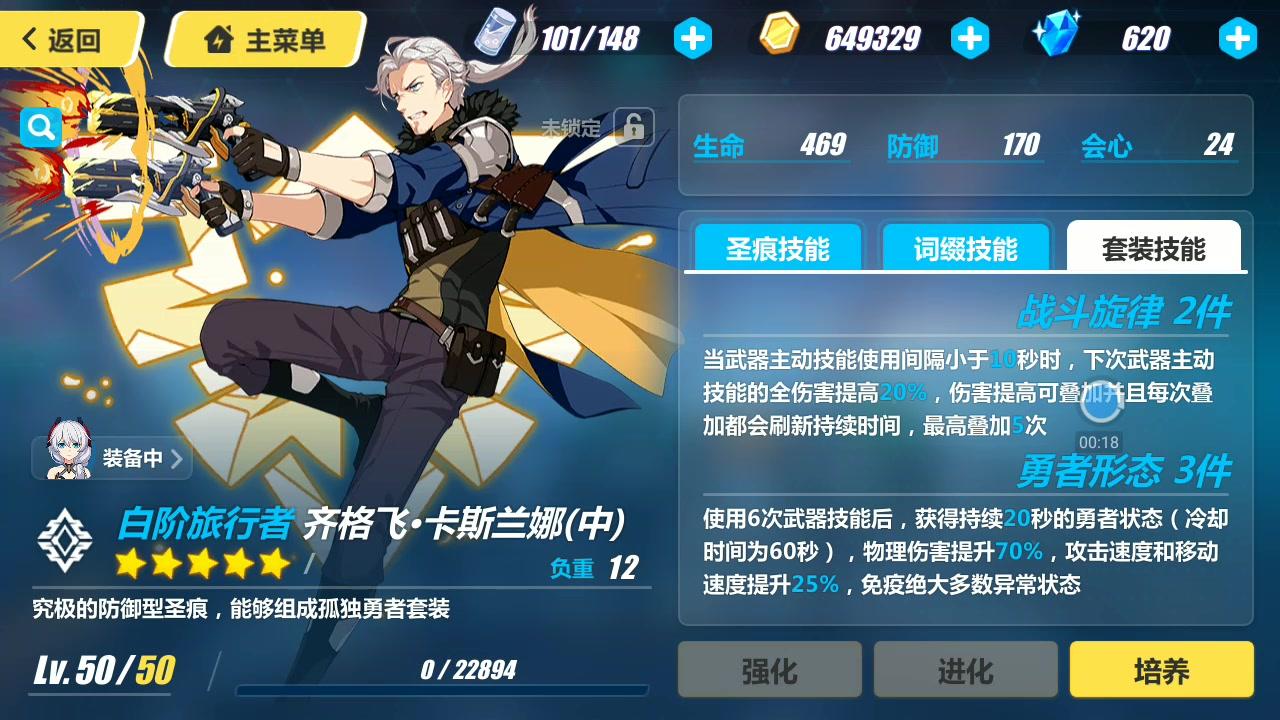 返回
主菜单
101/148
649329
620
未锁定
生命 469 防御 170 会心 24
圣痕技能 词缀技能 套装技能
战斗旋律 2件
当武器主动技能使用间隔小于10秒时，下次武器主动
技能的全伤害提高20%，伤害提高可叠加并且每次叠
加都会刷新持续时间，最高叠加5次
00:18
勇者形态 3件
使用6次武器技能后，获得持续20秒的勇者状态（冷却
时间为60秒），物理伤害提升70%，攻击速度和移动
速度提升25%，免疫绝大多数异常状态
装备中
白阶旅行者 齐格飞·卡斯兰娜(中)
负重 12
究极的防御型圣痕，能够组成孤独勇者套装
Lv.50/50
0/22894
强化 进化 培养